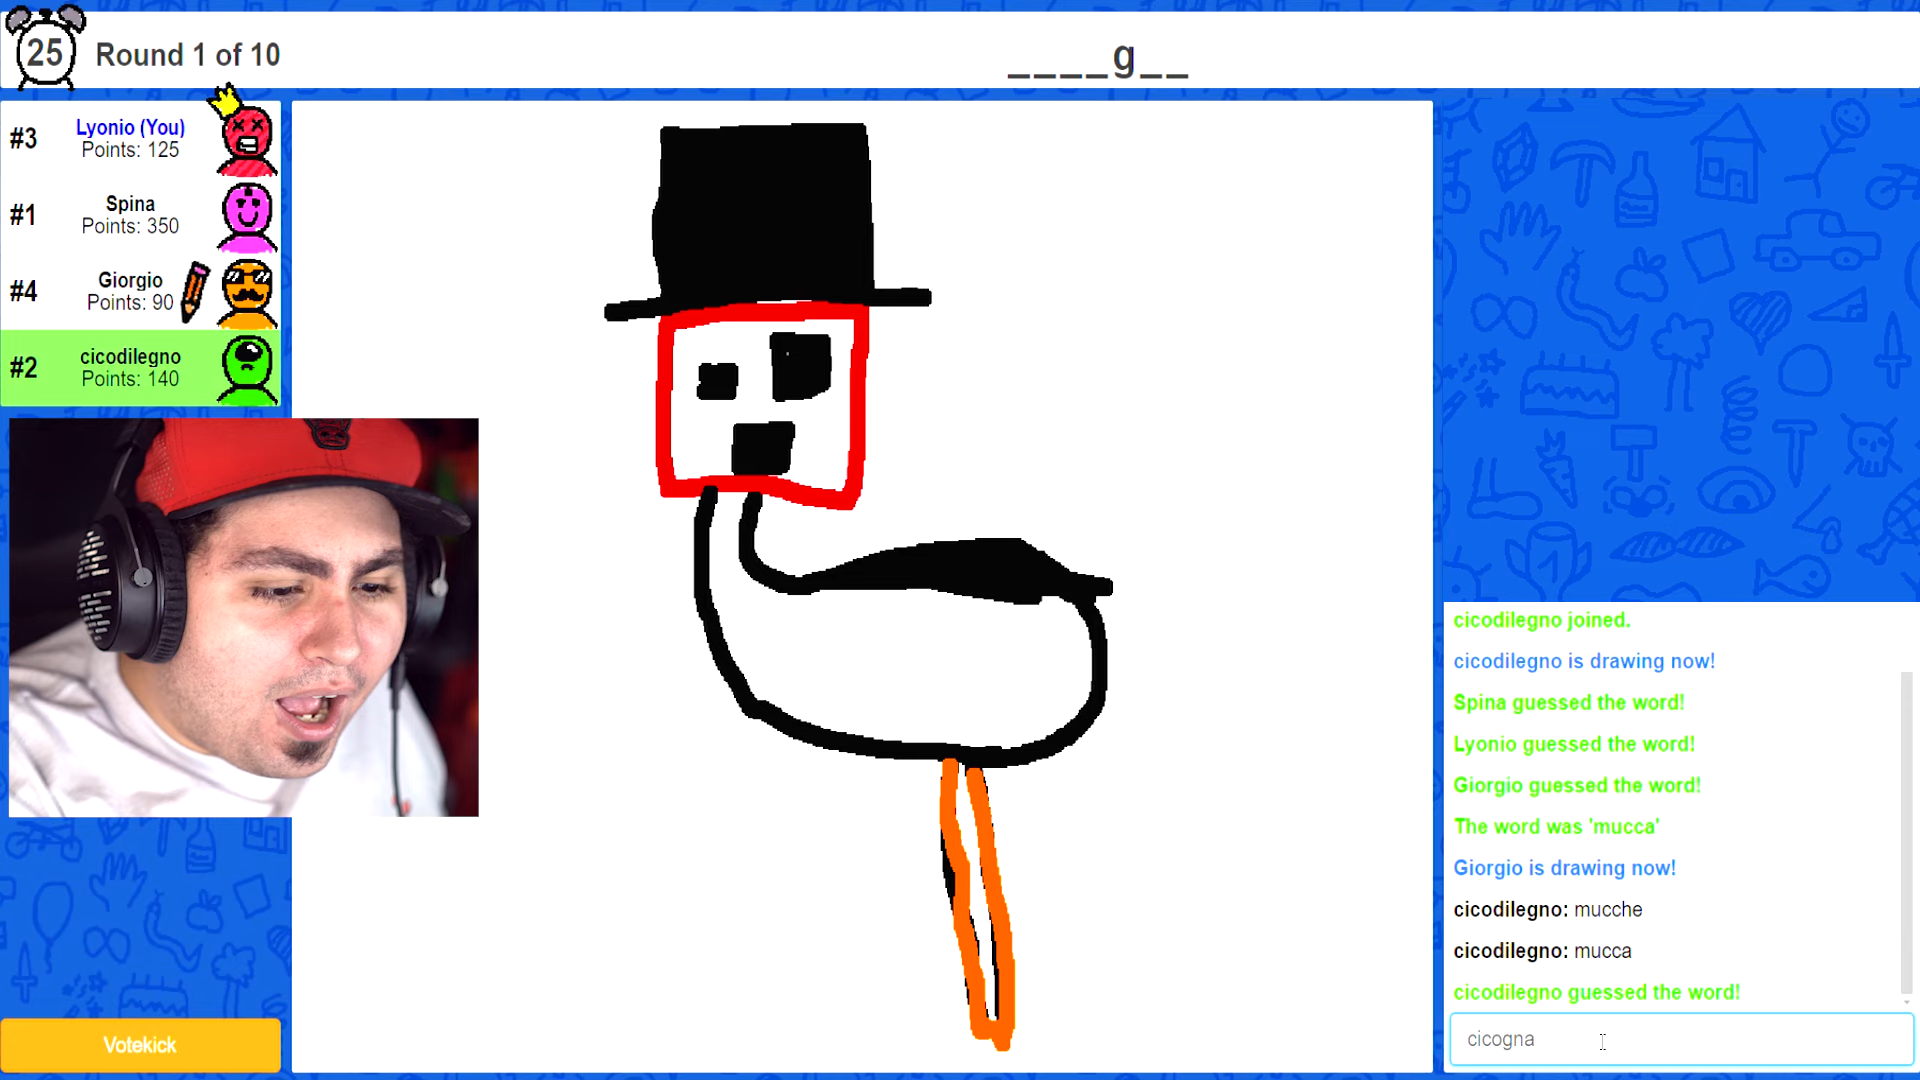 25
Round 1 of 10
____g__
#3
Lyonio (You)
Points: 125
#1
Spina
Points: 350
#4
Giorgio
Points: 90
#2
cicodilegno
Points: 140
Votekick
cicodilegno joined.
cicodilegno is drawing now!
Spina guessed the word!
Lyonio guessed the word!
Giorgio guessed the word!
The word was 'mucca'
Giorgio is drawing now!
cicodilegno: mucche
cicodilegno: mucca
cicodilegno guessed the word!
cicogna